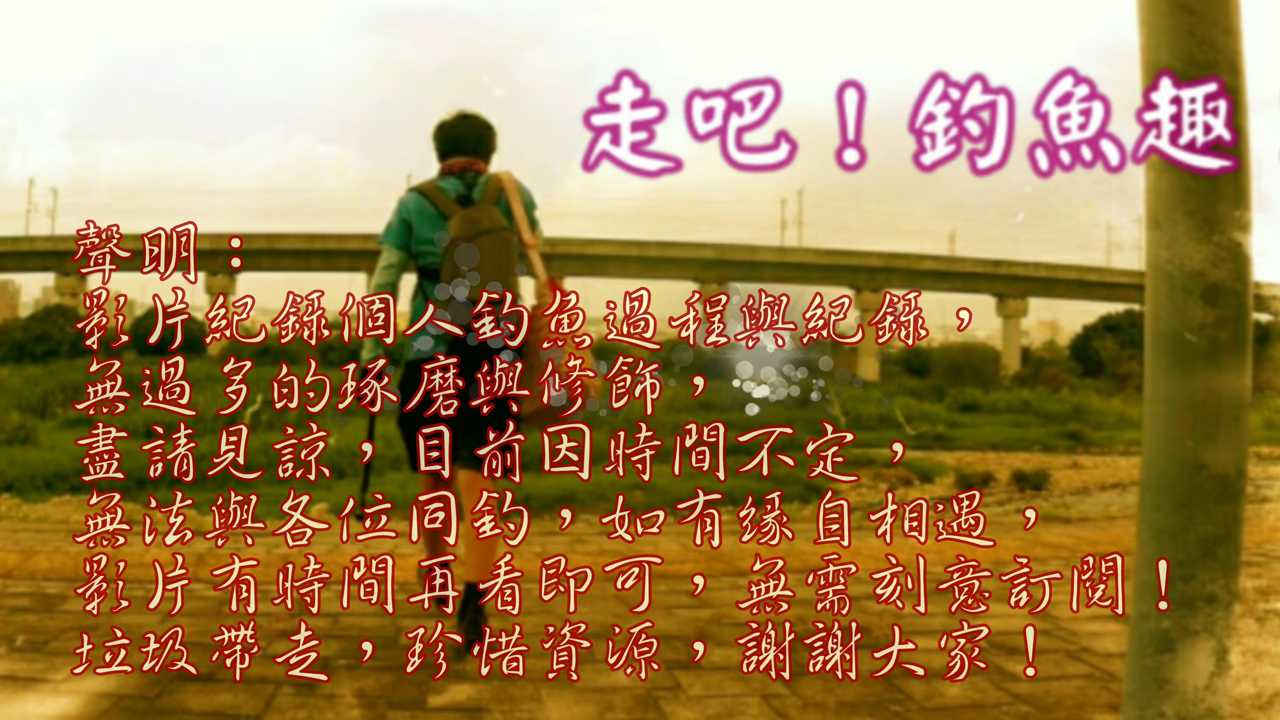 走吧！釣魚趣
聲明：
影片紀錄個人釣魚過程與紀錄，
無過多的琢磨與修飾，
盡請見諒，目前因時間不定，
無法與各位同釣，如有緣自相遇，
影片有時間再看即可，無需刻意訂閱！
垃圾帶走，珍惜資源，謝謝大家！